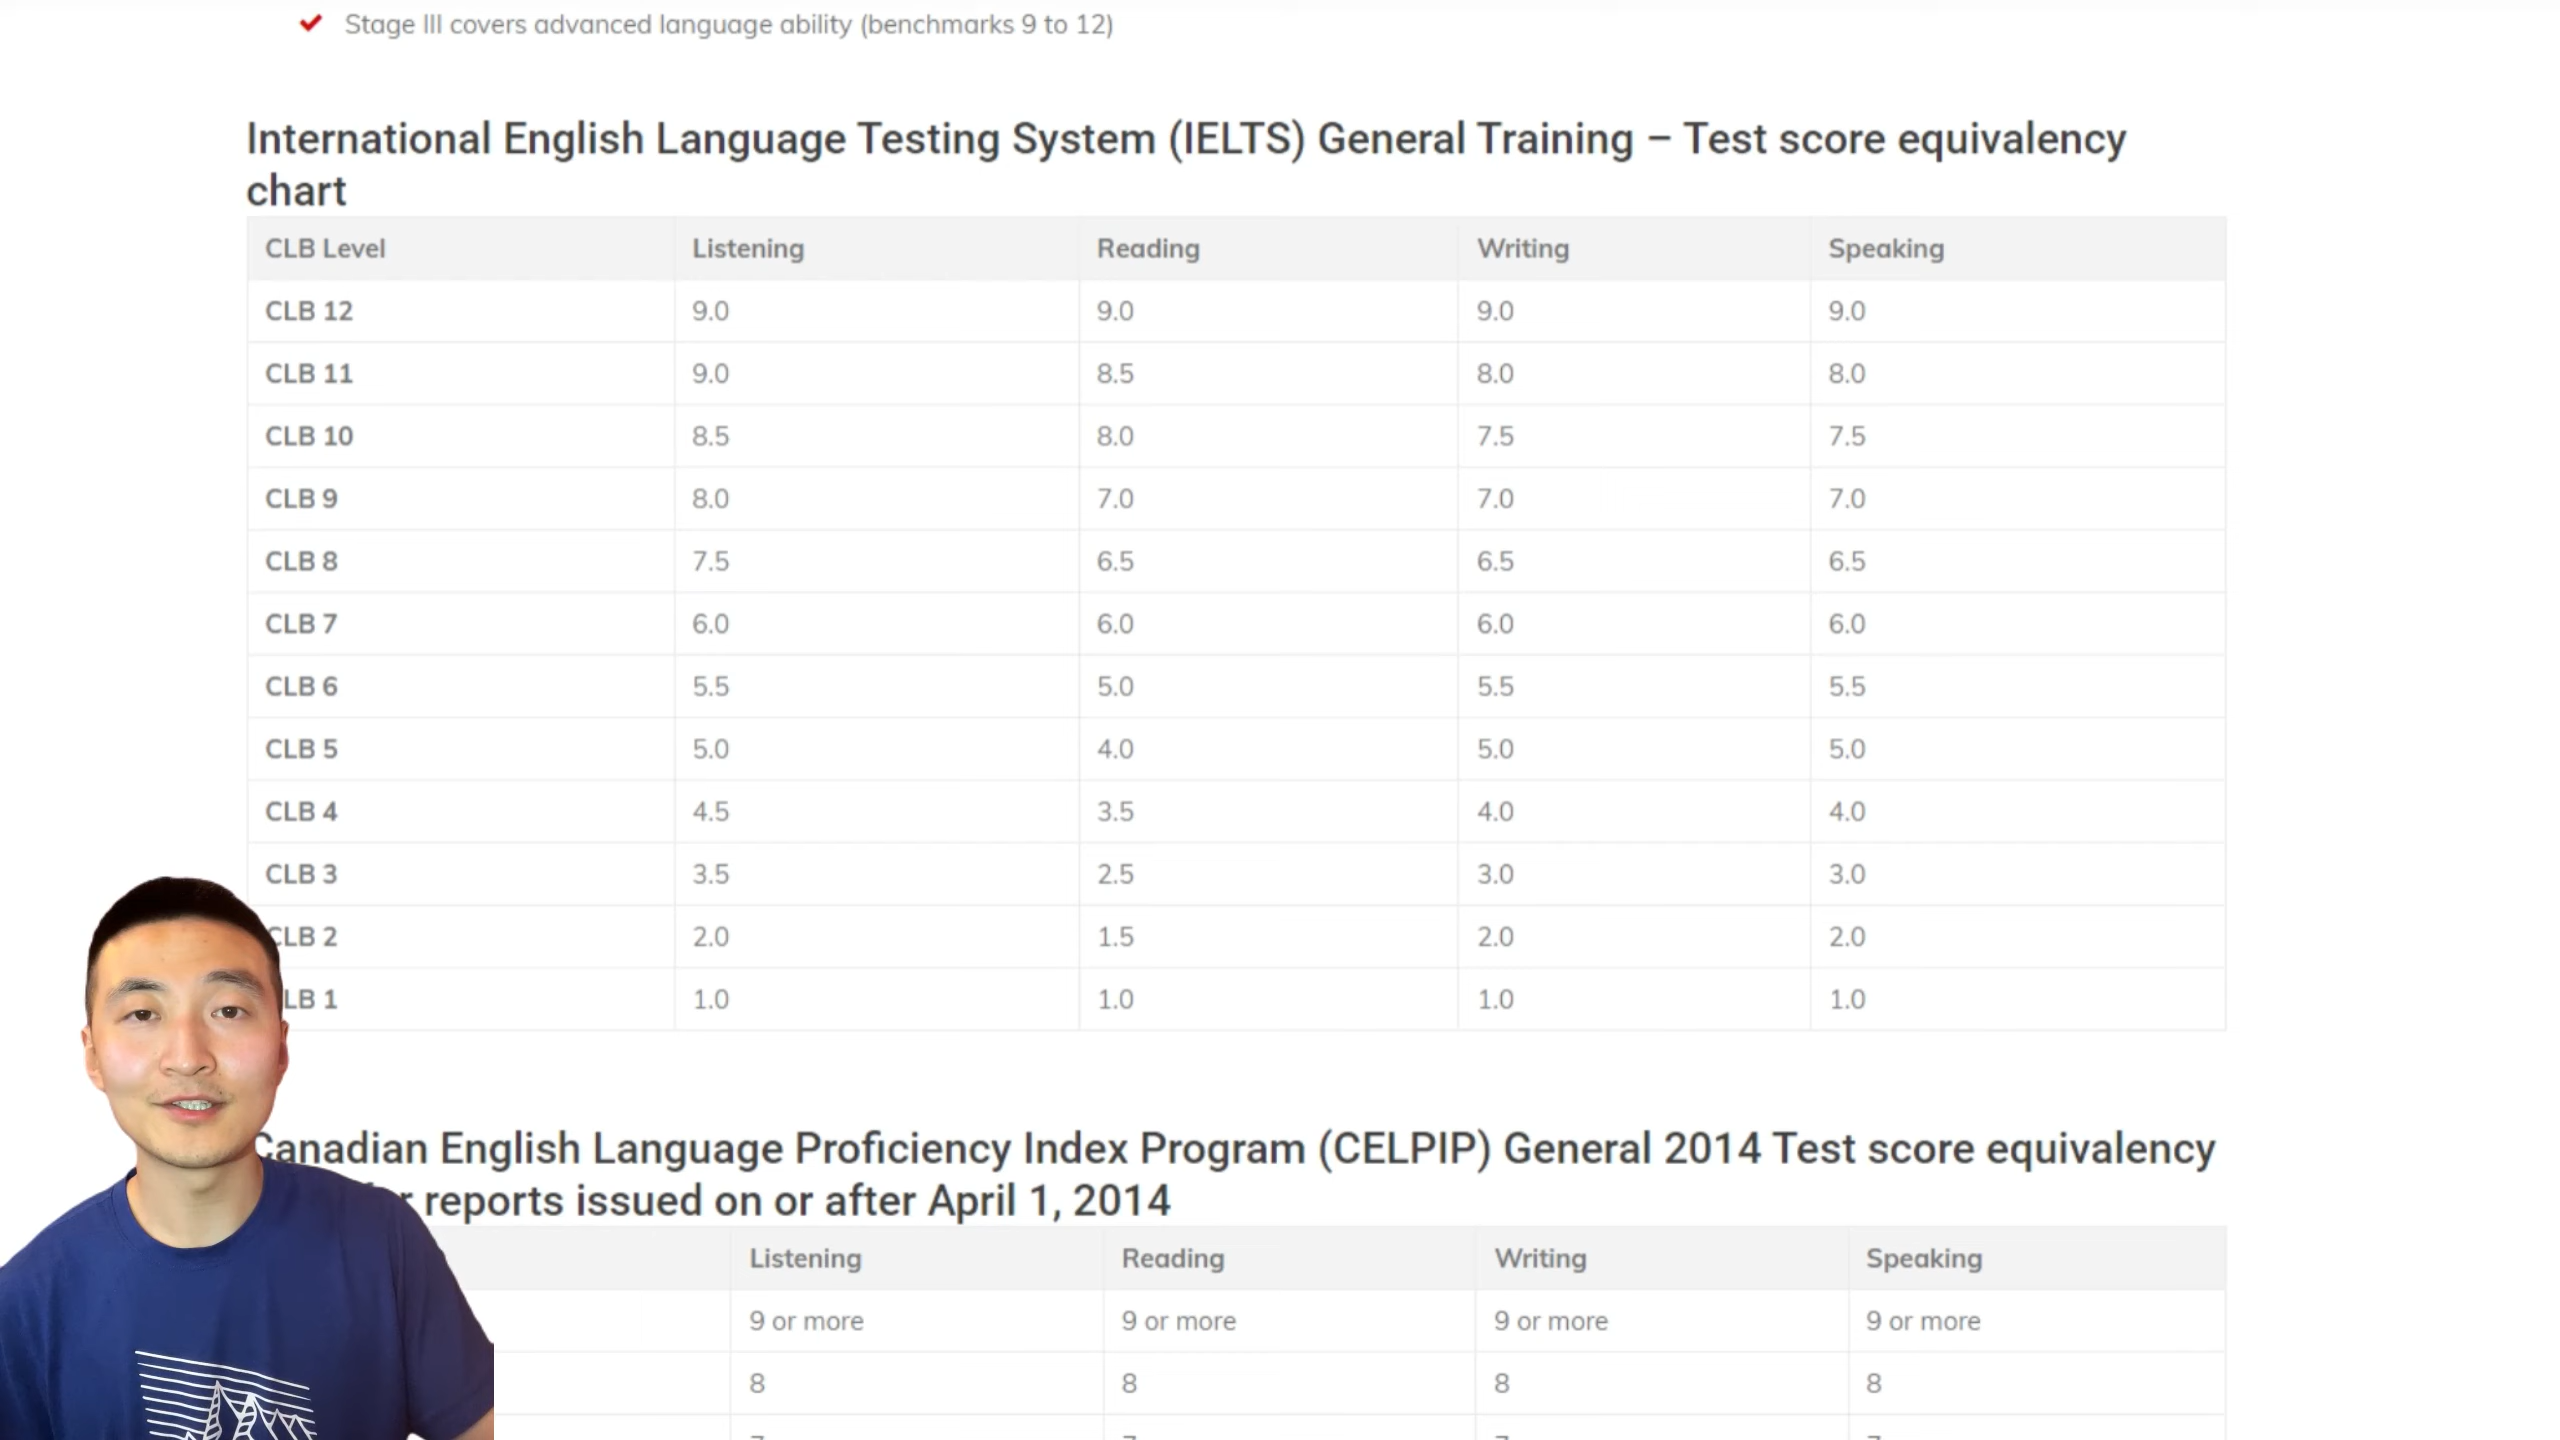 Stage III covers advanced language ability (benchmarks 9 to 12)
International English Language Testing System (IELTS) General Training – Test score equivalency
chart
CLB Level Listening Reading Writing Speaking
CLB 12 9.0 9.0 9.0 9.0
CLB 11 9.0 8.5 8.0 8.0
CLB 10 8.5 8.0 7.5 7.5
CLB 9 8.0 7.0 7.0 7.0
CLB 8 7.5 6.5 6.5 6.5
CLB 7 6.0 6.0 6.0 6.0
CLB 6 5.5 5.0 5.5 5.5
CLB 5 5.0 4.0 5.0 5.0
CLB 4 4.5 3.5 4.0 4.0
CLB 3 3.5 2.5 3.0 3.0
CLB 2 2.0 1.5 2.0 2.0
LB 1 1.0 1.0 1.0 1.0
Canadian English Language Proficiency Index Program (CELPIP) General 2014 Test score equivalency
reports issued on or after April 1, 2014
Listening Reading Writing Speaking
9 or more 9 or more 9 or more 9 or more
8 8 8 8